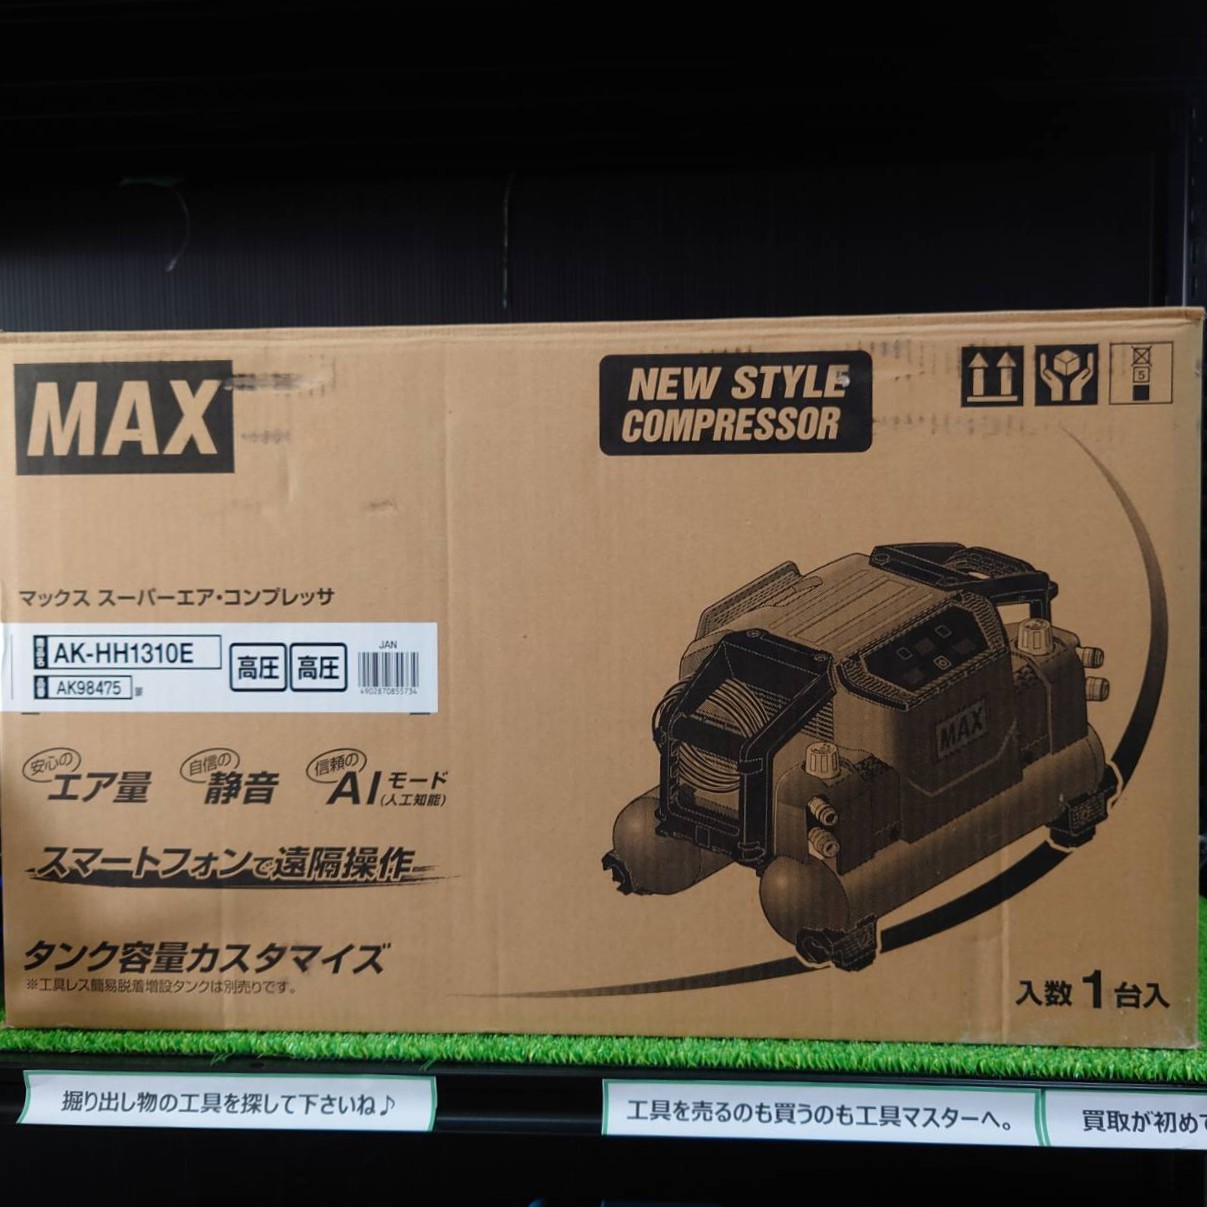 MAX
NEW STYLE
COMPRESSOR
5
マックス スーパーエア・コンプレッサ
AK-HH1310E
AK98475
高圧 高圧
JAN
4902870855734
安心の
エア量
自信の
静音
信頼の
AIモード
(人工知能)
スマートフォンで遠隔操作
タンク容量カスタマイズ
※工具レス簡易脱着増設タンクは別売りです。
MAX
入数1台入
掘り出し物の工具を探して下さいね♪
工具を売るのも買うのも工具マスターへ。
買取が初めて